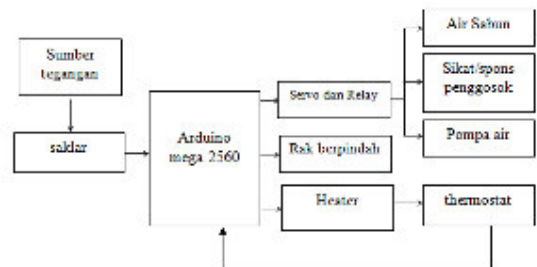 Sumber
tegangan
saklar
Arduino
mega 2560
Servo dan Relay
Rak berpindah
Heater
Air Sabun
Sikat/spons
penggosok
Pompa air
thermostat